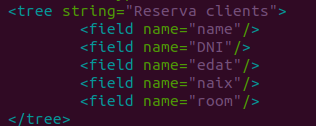 <tree string="Reserva clients">
<field name="name"/>
<field name="DNI"/>
<field name="edat"/>
<field name="naix"/>
<field name="room"/>
</tree>